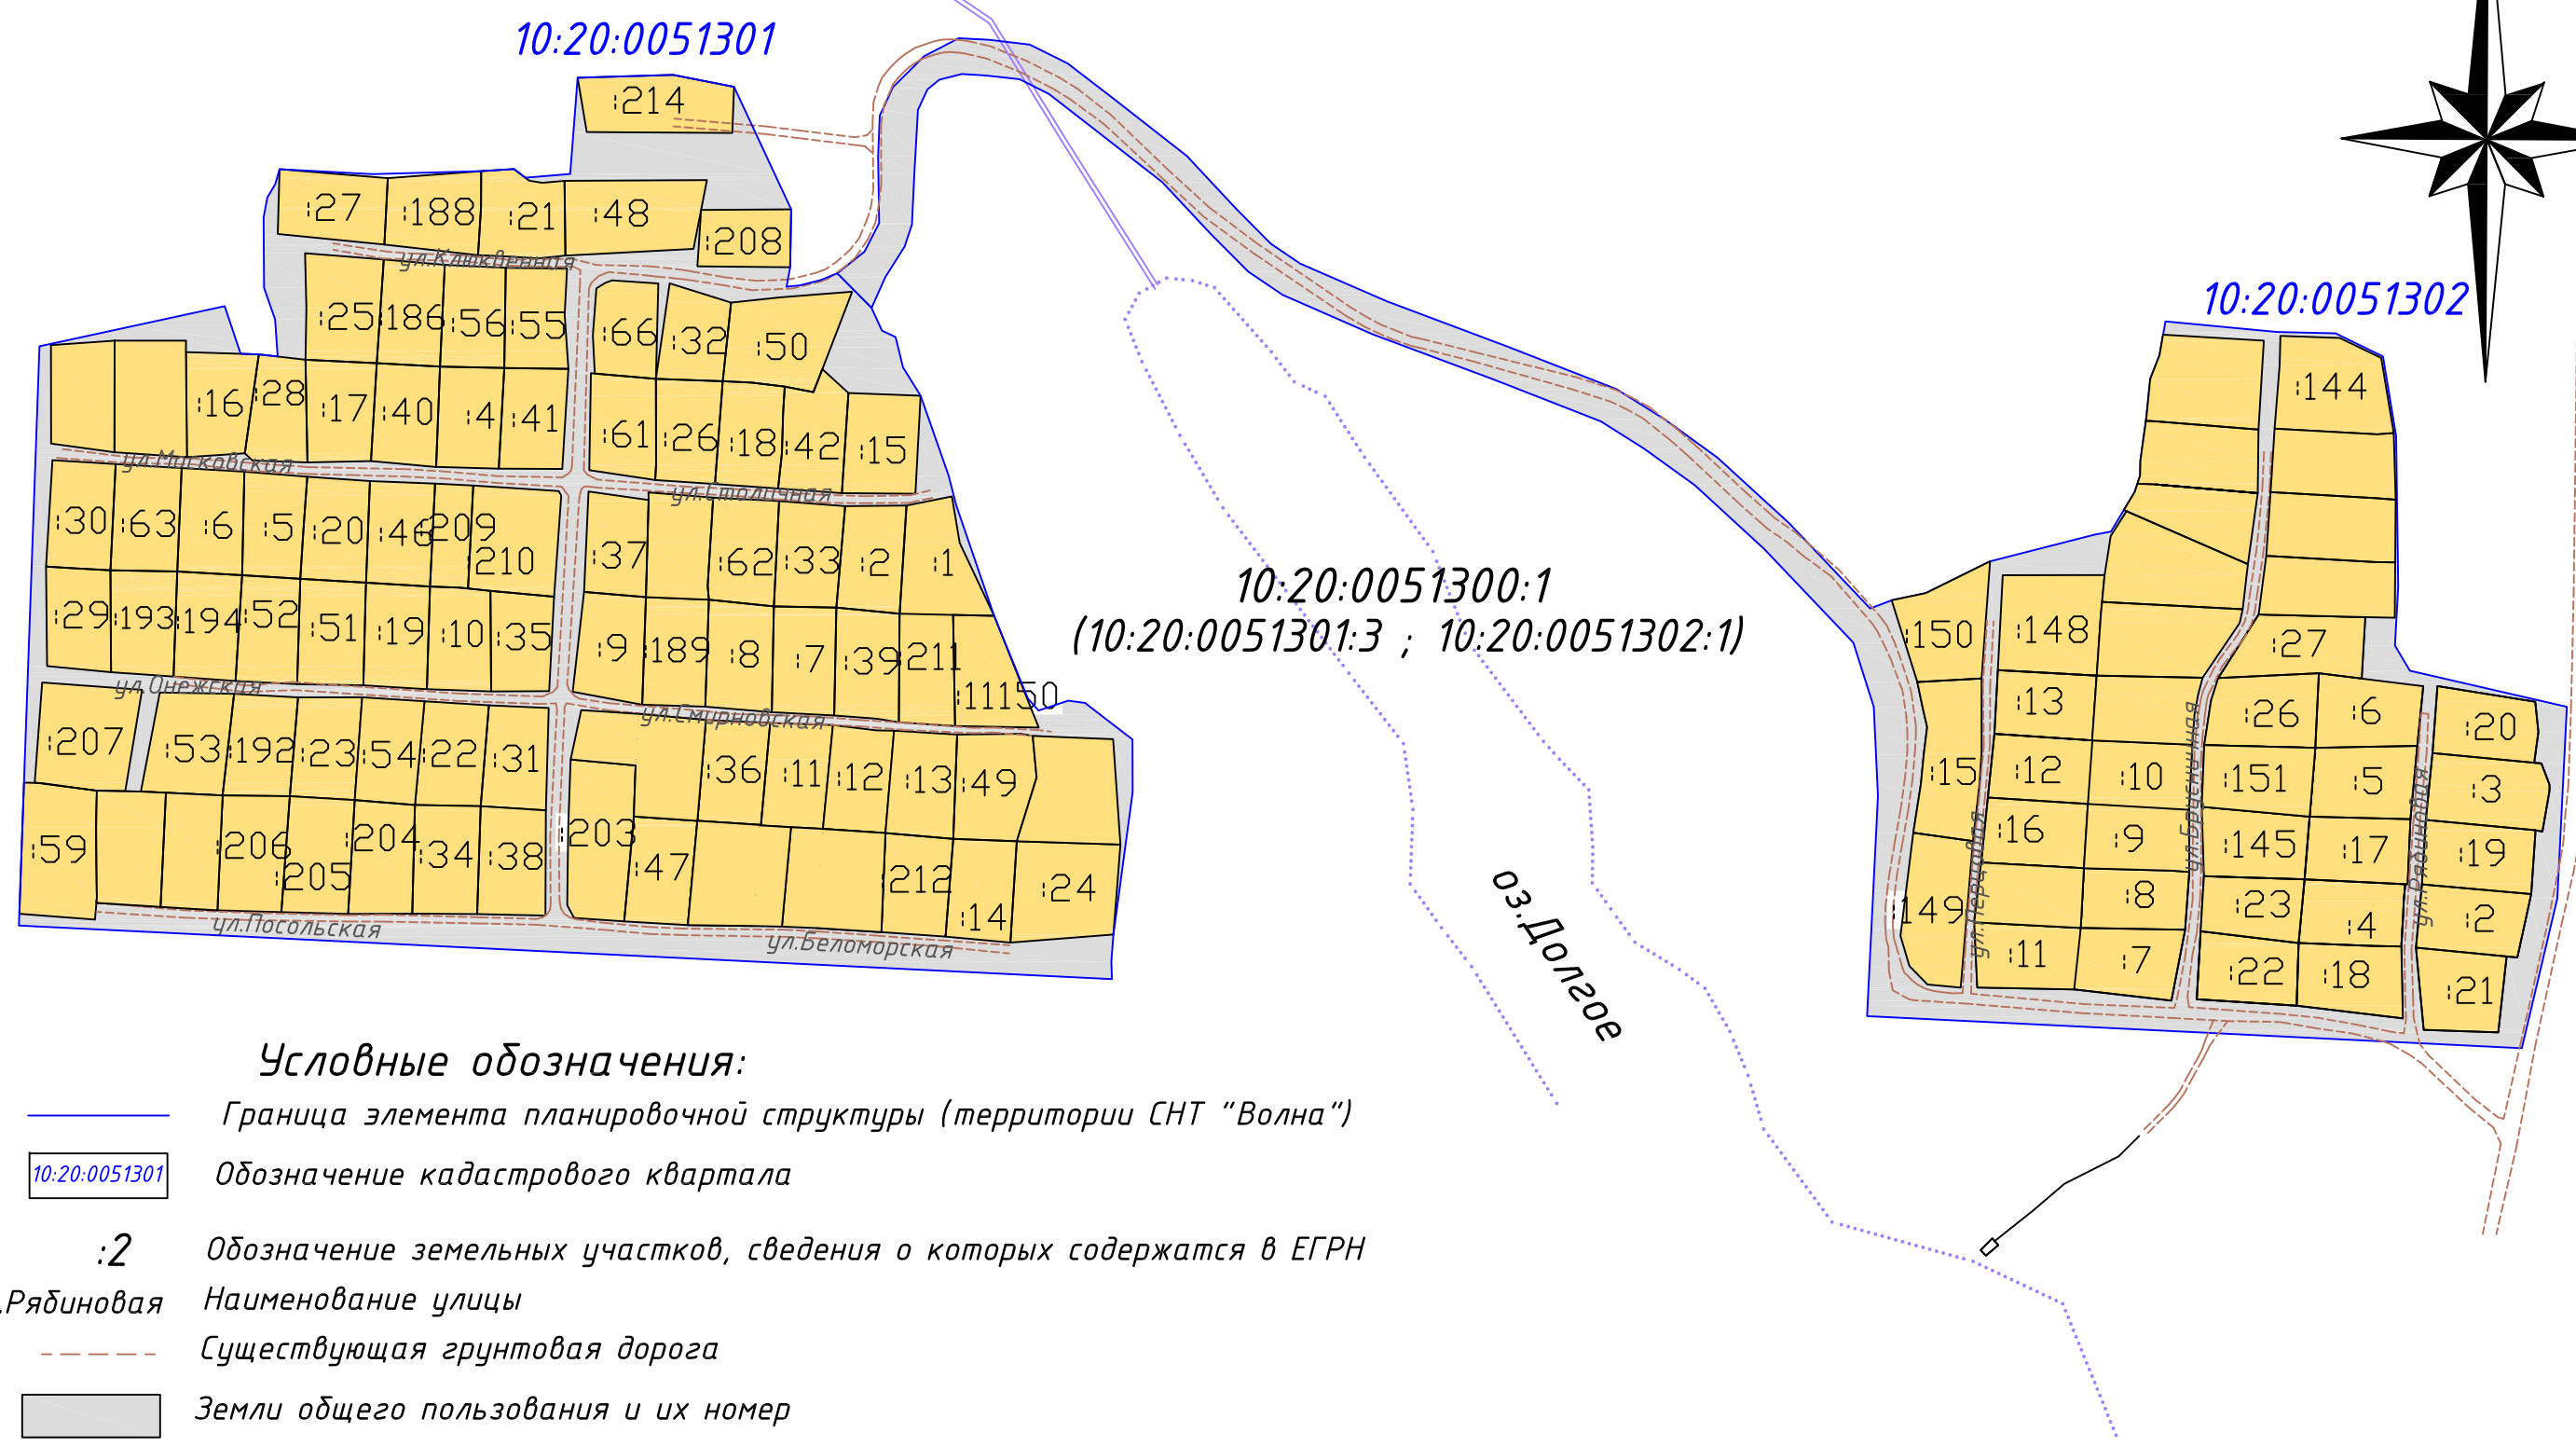 10:20:0051301
:214
:27 :188 :21 :48 :208
ул.Клюквенная
:25 :186 :56 :55 :66 :32 :50
:16 :28 :17 :40 :4 :41 :61 :26 :18 :42 :15
ул.Московская
ул.Столичная
:30 :63 :6 :5 :20 :46 :209 :210 :37 :62 :33 :2 :1
:29 :193 :194 :52 :51 :19 :10 :35 :9 :189 :8 :7 :39 :211 :11150
ул.Онежская
ул.Смирновская
:207 :53 :192 :23 :54 :22 :31 :36 :11 :12 :13 :49
:59 :206 :205 :204 :34 :38 :203 :47 :212 :14 :24
ул.Посольская
ул.Беломорская
10:20:0051300:1
(10:20:0051301:3 ; 10:20:0051302:1)
оз.Долгое
10:20:0051302
:144
:150 :148 :27
:13 :26 :6 :20
:15 :12 :10 :151 :5 :3
:16 :9 :145 :17 :19
:149 :8 :23 :4 :2
:11 :7 :22 :18 :21
ул.Перцовая
ул.Брусничная
ул.Рябиновая
Условные обозначения:
Граница элемента планировочной структуры (территории СНТ "Волна")
10:20:0051301 Обозначение кадастрового квартала
:2 Обозначение земельных участков, сведения о которых содержатся в ЕГРН
.Рябиновая Наименование улицы
Существующая грунтовая дорога
Земли общего пользования и их номер